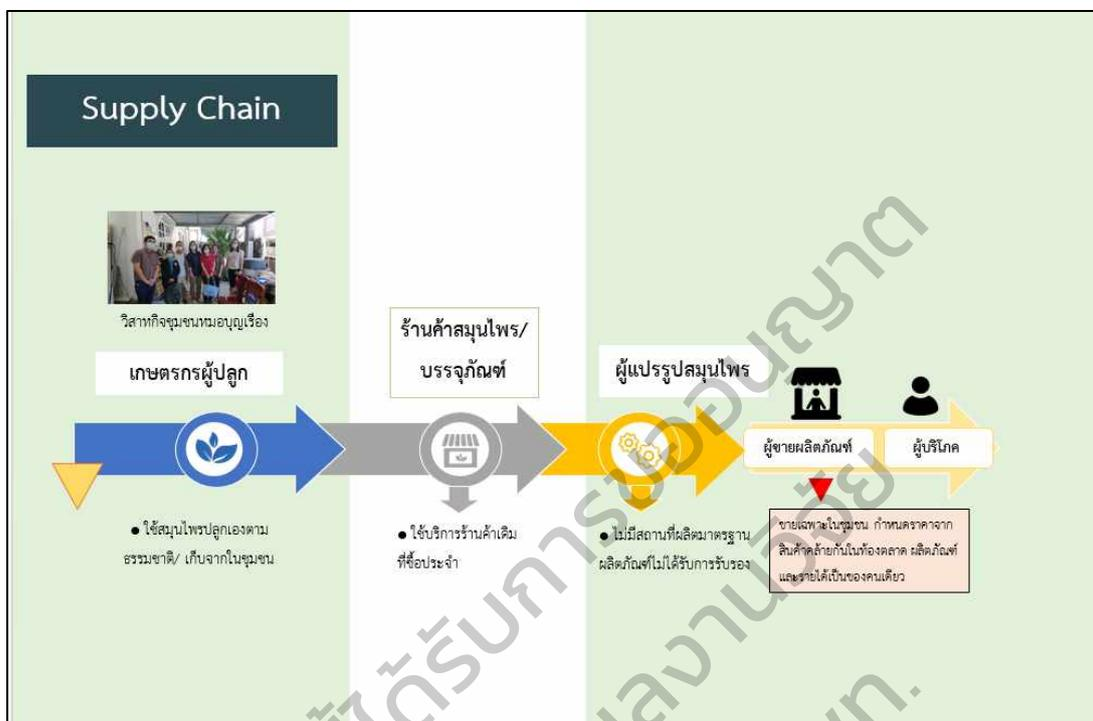 Supply Chain
วิสาหกิจชุมชนหมอบุญเรื่อง
เกษตรกรผู้ปลูก
● ใช้สมุนไพรปลูกเองตาม
ธรรมชาติ/ เก็บจากในชุมชน
ร้านค้าสมุนไพร/
บรรจุภัณฑ์
● ใช้บริการร้านค้าเดิม
ที่ซื้อประจำ
ผู้แปรรูปสมุนไพร
● ไม่มีสถานที่ผลิตมาตรฐาน
ผลิตภัณฑ์ไม่ได้รับการรับรอง
ผู้ขายผลิตภัณฑ์
ผู้บริโภค
ขายเฉพาะในชุมชน กำหนดราคาจาก
สินค้าคล้ายกันในท้องตลาด ผลิตภัณฑ์
และรายได้เป็นของคนเดียว